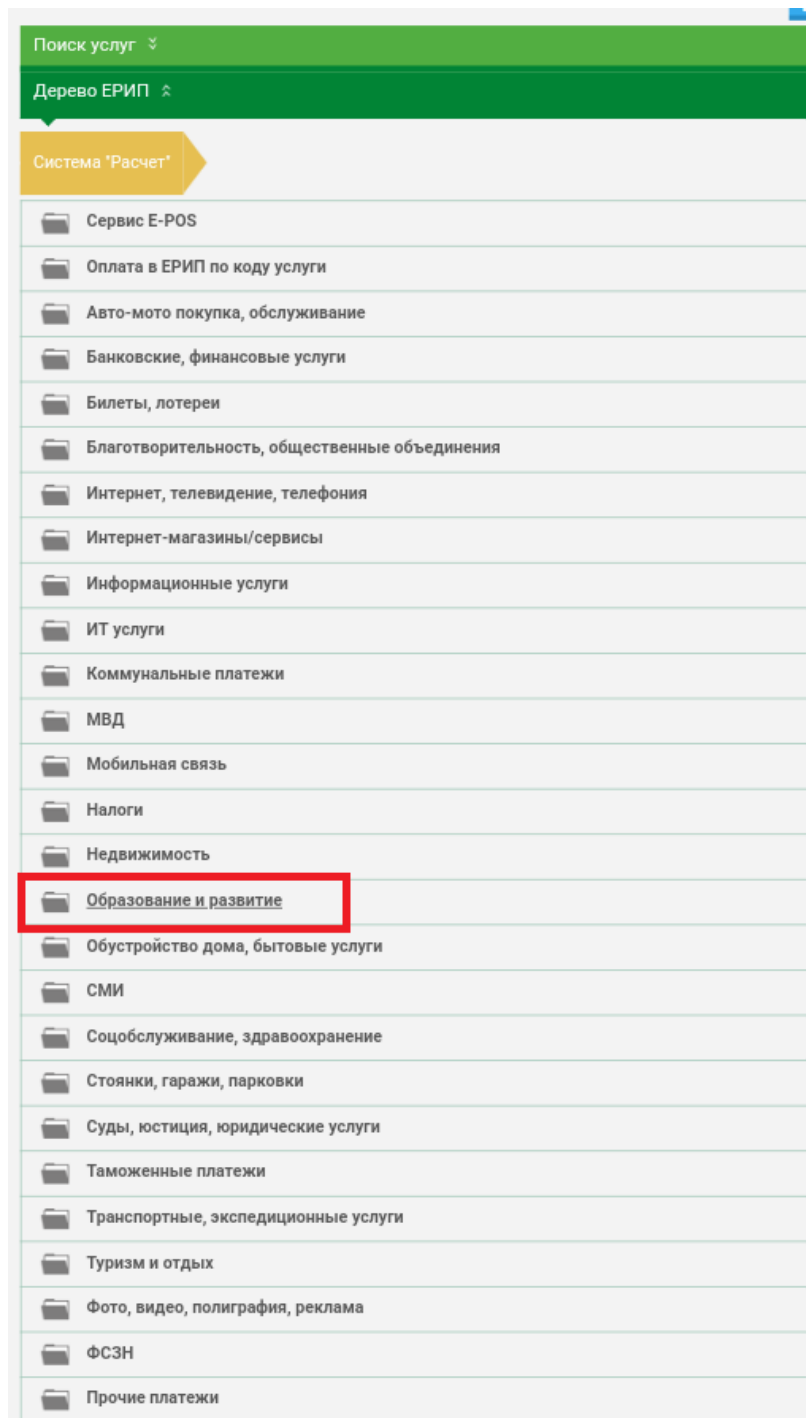 Поиск услуг
Дерево ЕРИП
Система "Расчет"
Сервис E-POS
Оплата в ЕРИП по коду услуги
Авто-мото покупка, обслуживание
Банковские, финансовые услуги
Билеты, лотереи
Благотворительность, общественные объединения
Интернет, телевидение, телефония
Интернет-магазины/сервисы
Информационные услуги
ИТ услуги
Коммунальные платежи
МВД
Мобильная связь
Налоги
Недвижимость
Образование и развитие
Обустройство дома, бытовые услуги
СМИ
Соцобслуживание, здравоохранение
Стоянки, гаражи, парковки
Суды, юстиция, юридические услуги
Таможенные платежи
Транспортные, экспедиционные услуги
Туризм и отдых
Фото, видео, полиграфия, реклама
ФСЗН
Прочие платежи